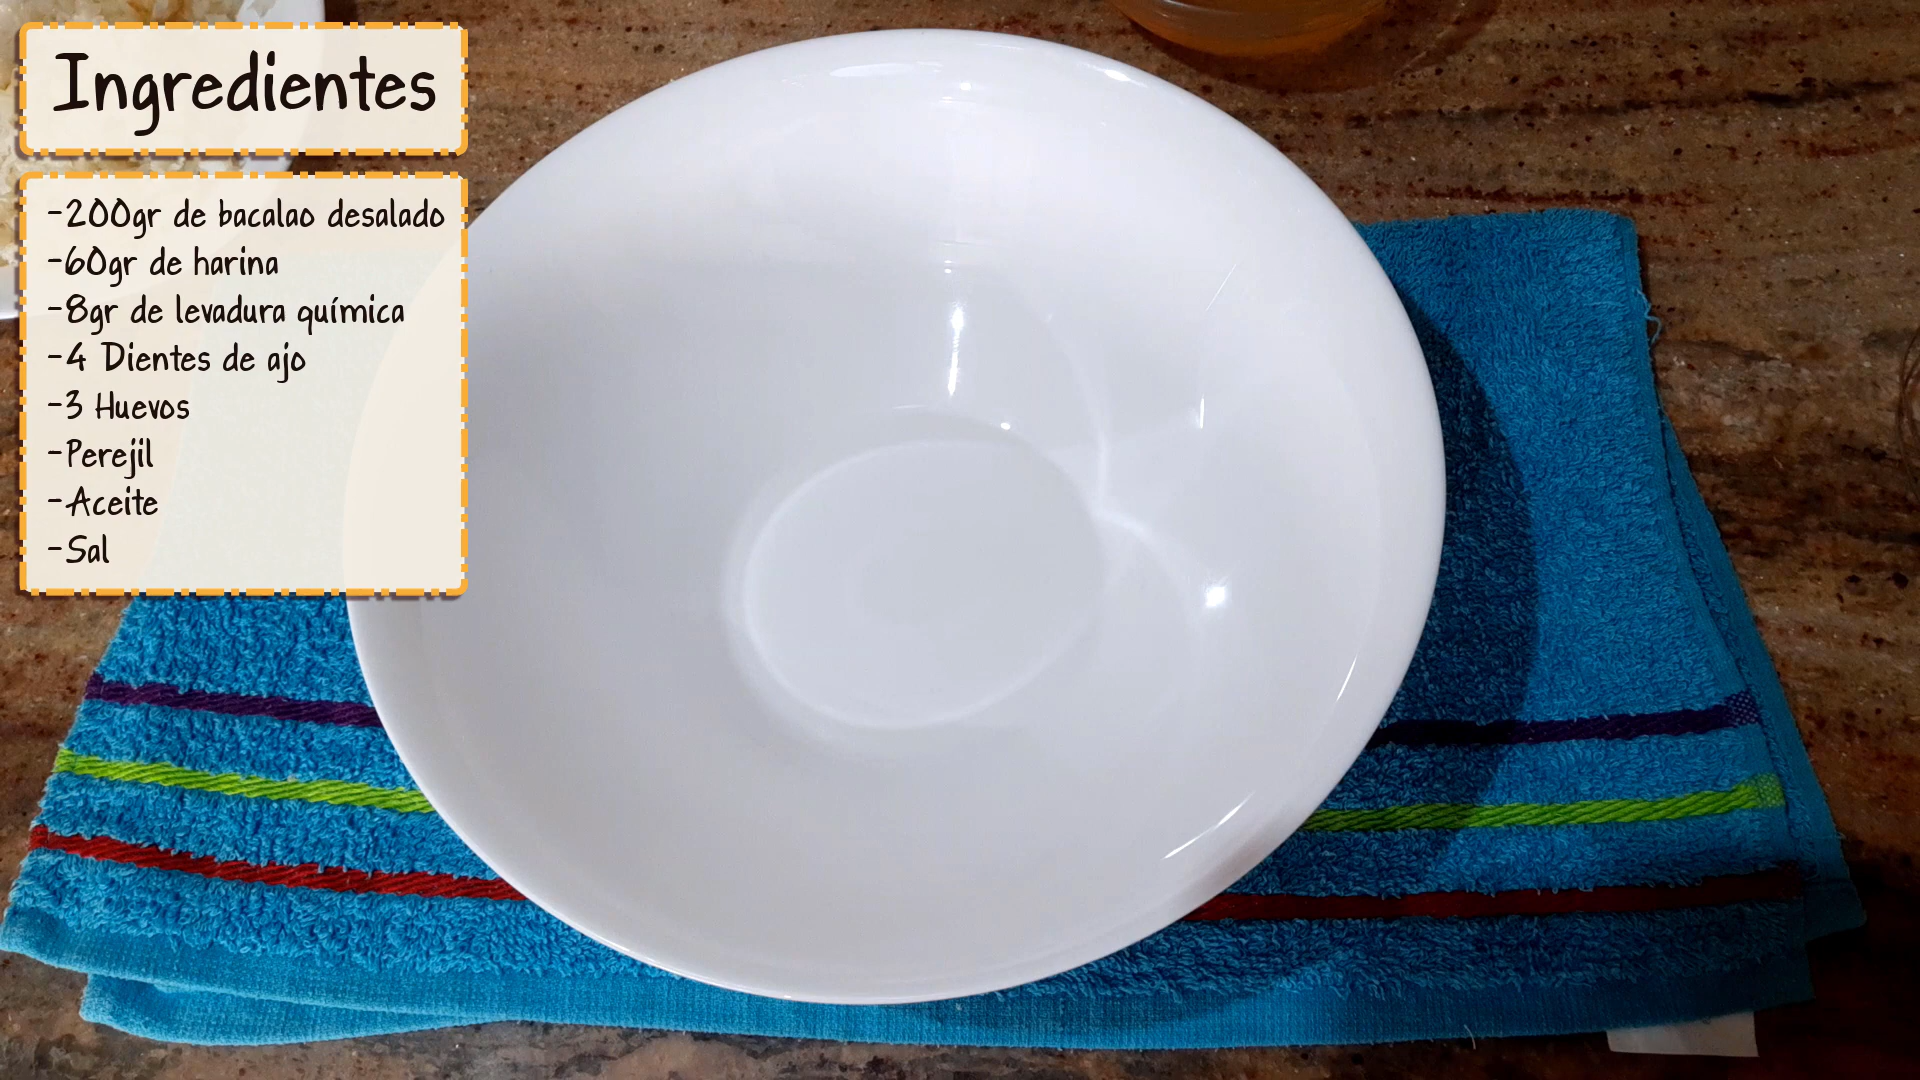 Ingredientes
-200gr de bacalao desalado
-60gr de harina
-8gr de levadura química
-4 Dientes de ajo
-3 Huevos
-Perejil
-Aceite
-Sal